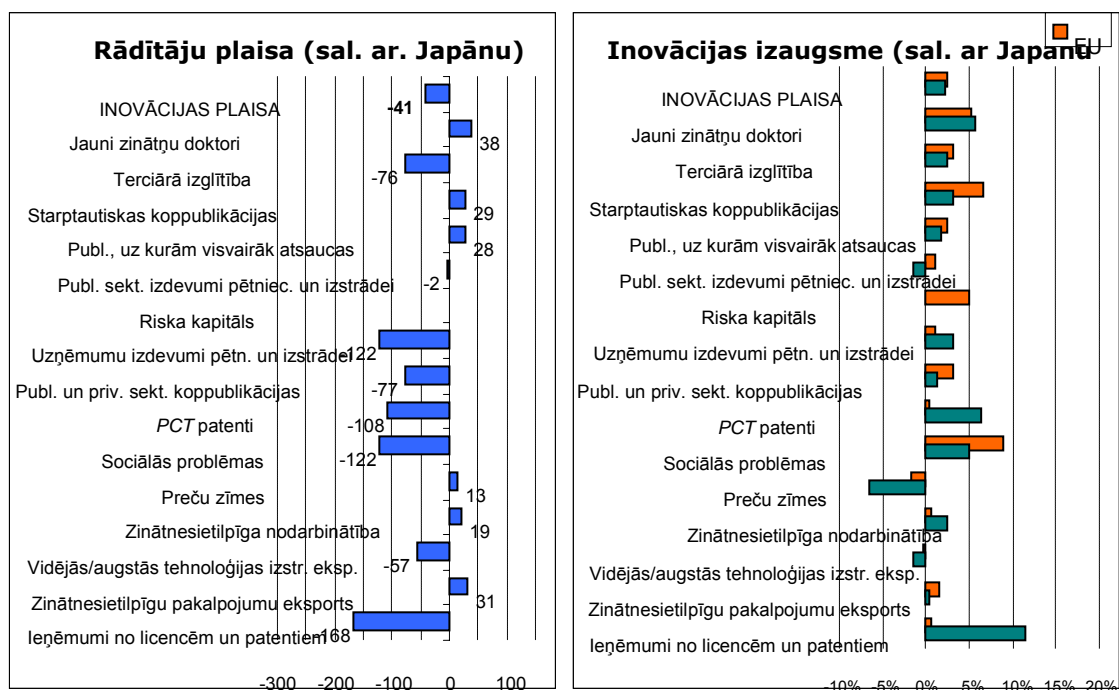 Rādītāju plaisa (sal. ar. Japānu)
INOVĀCIJAS PLAISA
-41
Jauni zinātņu doktori
38
Terciārā izglītība
-76
Starptautiskas koppublikācijas
29
Publ., uz kurām visvairāk atsaucas
28
Publ. sekt. izdevumi pētniec. un izstrādei
-2
Riska kapitāls
Uzņēmumu izdevumi pētn. un izstrādei
-122
Publ. un priv. sekt. koppublikācijas
-77
PCT patenti
-108
Sociālās problēmas
-122
Preču zīmes
13
Zinātnesietilpīga nodarbinātība
19
Vidējās/augstās tehnoloģijas izstr. eksp.
-57
Zinātnesietilpīgu pakalpojumu eksports
31
Ieņēmumi no licencēm un patentiem
-168
-300 -200 -100 0 100
Inovācijas izaugsme (sal. ar Japānu
EU
INOVĀCIJAS PLAISA
Jauni zinātņu doktori
Terciārā izglītība
Starptautiskas koppublikācijas
Publ., uz kurām visvairāk atsaucas
Publ. sekt. izdevumi pētniec. un izstrādei
Riska kapitāls
Uzņēmumu izdevumi pētn. un izstrādei
Publ. un priv. sekt. koppublikācijas
PCT patenti
Sociālās problēmas
Preču zīmes
Zinātnesietilpīga nodarbinātība
Vidējās/augstās tehnoloģijas izstr. eksp.
Zinātnesietilpīgu pakalpojumu eksports
Ieņēmumi no licencēm un patentiem
-10% -5% 0% 5% 10% 15% 20%